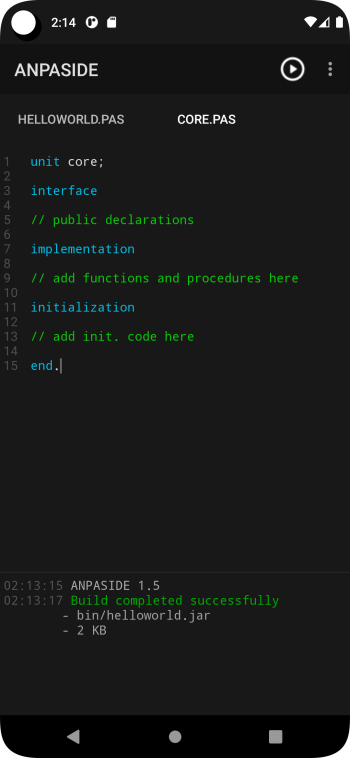 2:14
ANPASIDE
HELLOWORLD.PAS CORE.PAS
1 unit core;
2
3 interface
4
5 // public declarations
6
7 implementation
8
9 // add functions and procedures here
10
11 initialization
12
13 // add init. code here
14
15 end.
02:13:15 ANPASIDE 1.5
02:13:17 Build completed successfully
- bin/helloworld.jar
- 2 KB